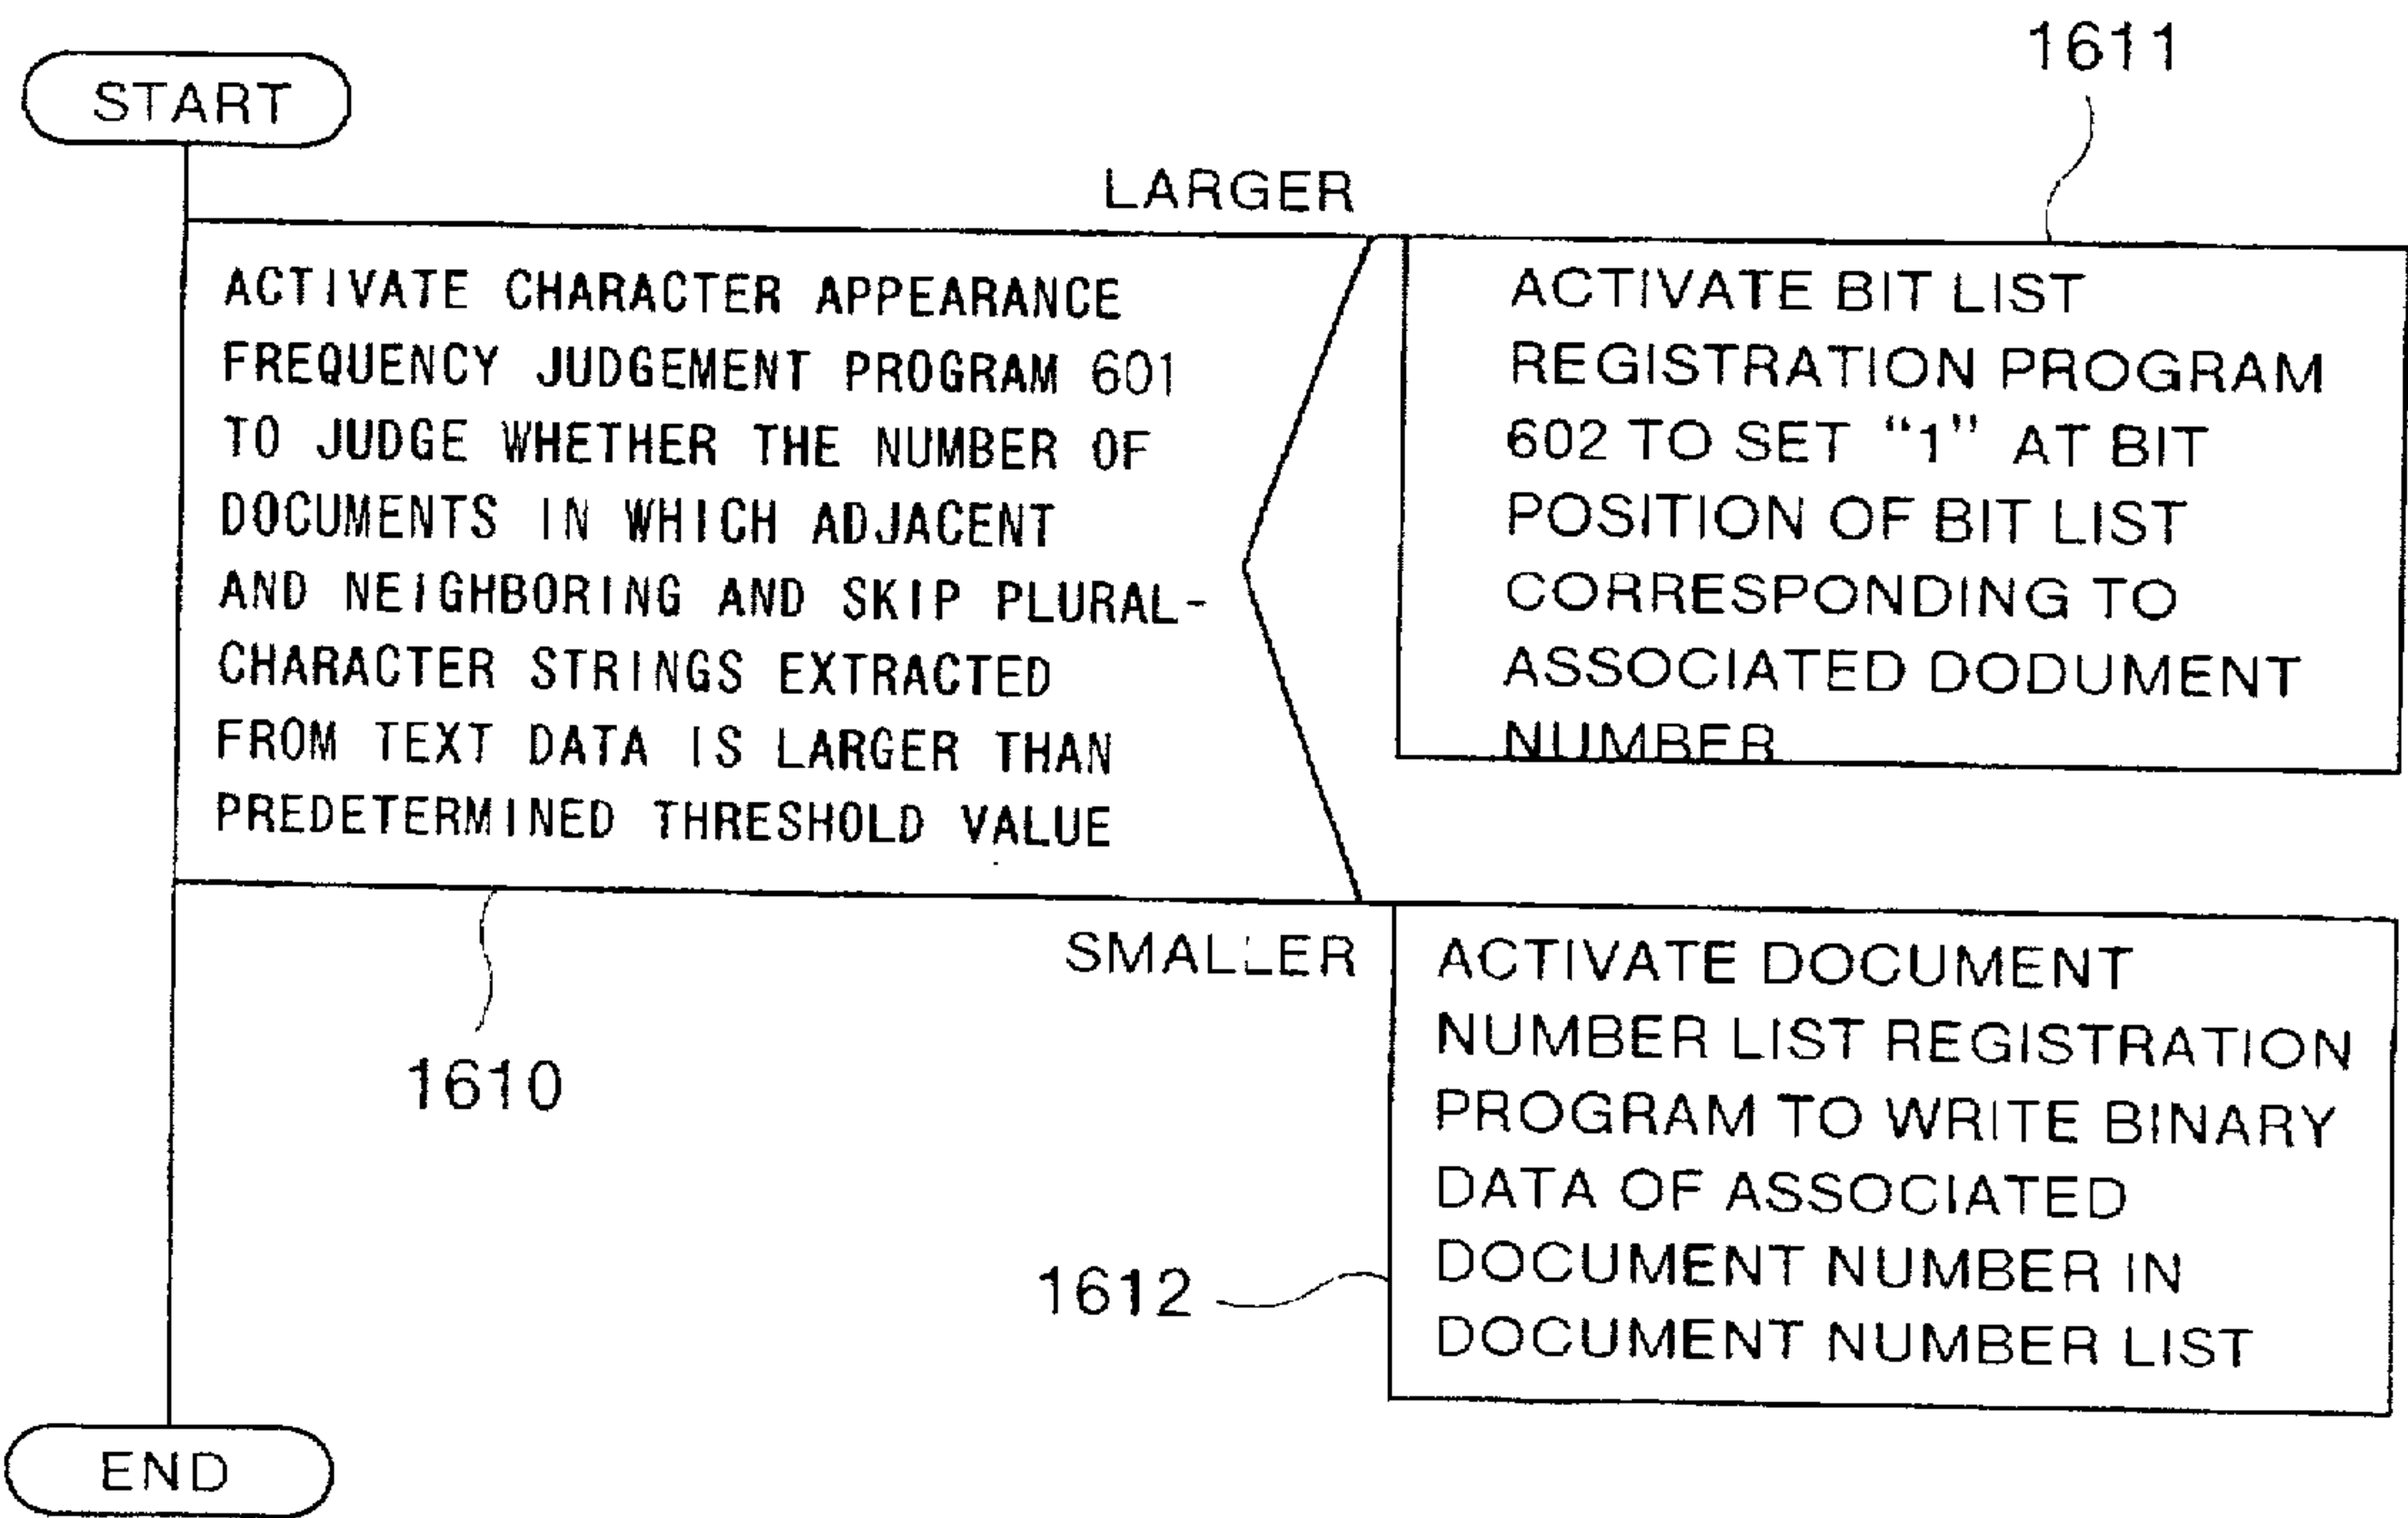 START
1611
LARGER
ACTIVATE CHARACTER APPEARANCE
FREQUENCY JUDGEMENT PROGRAM 601
TO JUDGE WHETHER THE NUMBER OF
DOCUMENTS IN WHICH ADJACENT
AND NEIGHBORING AND SKIP PLURAL-
CHARACTER STRINGS EXTRACTED
FROM TEXT DATA IS LARGER THAN
PREDETERMINED THRESHOLD VALUE
ACTIVATE BIT LIST
REGISTRATION PROGRAM
602 TO SET “1” AT BIT
POSITION OF BIT LIST
CORRESPONDING TO
ASSOCIATED DODUMENT
NUMBER
1610
SMALLER
ACTIVATE DOCUMENT
NUMBER LIST REGISTRATION
PROGRAM TO WRITE BINARY
DATA OF ASSOCIATED
DOCUMENT NUMBER IN
DOCUMENT NUMBER LIST
1612
END